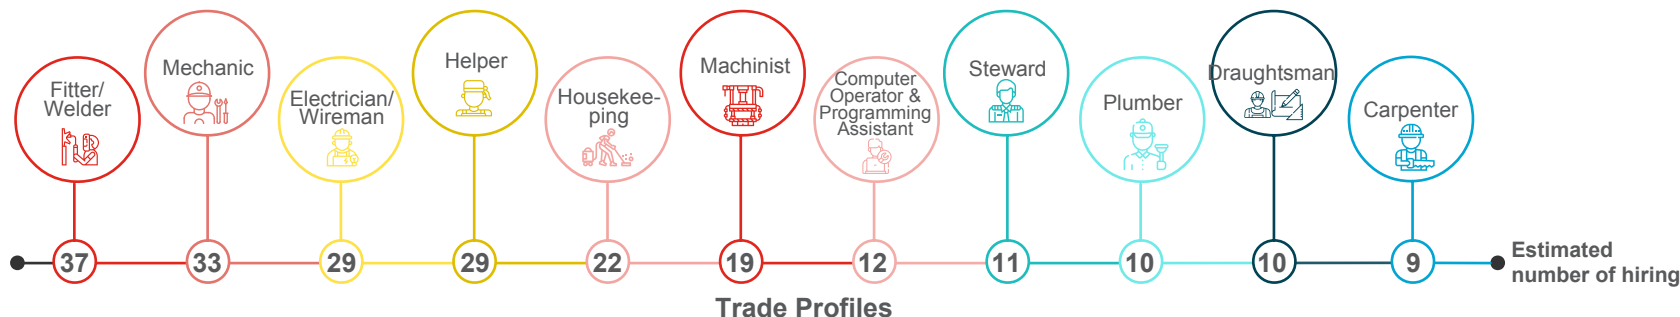 Fitter/
Welder
Mechanic
Electrician/
Wireman
Helper
Housekee-
ping
Machinist
Computer
Operator &
Programming
Assistant
Steward
Plumber
Draughtsman
Carpenter
37
33
29
29
22
19
12
11
10
10
9
Estimated
number of hiring
Trade Profiles